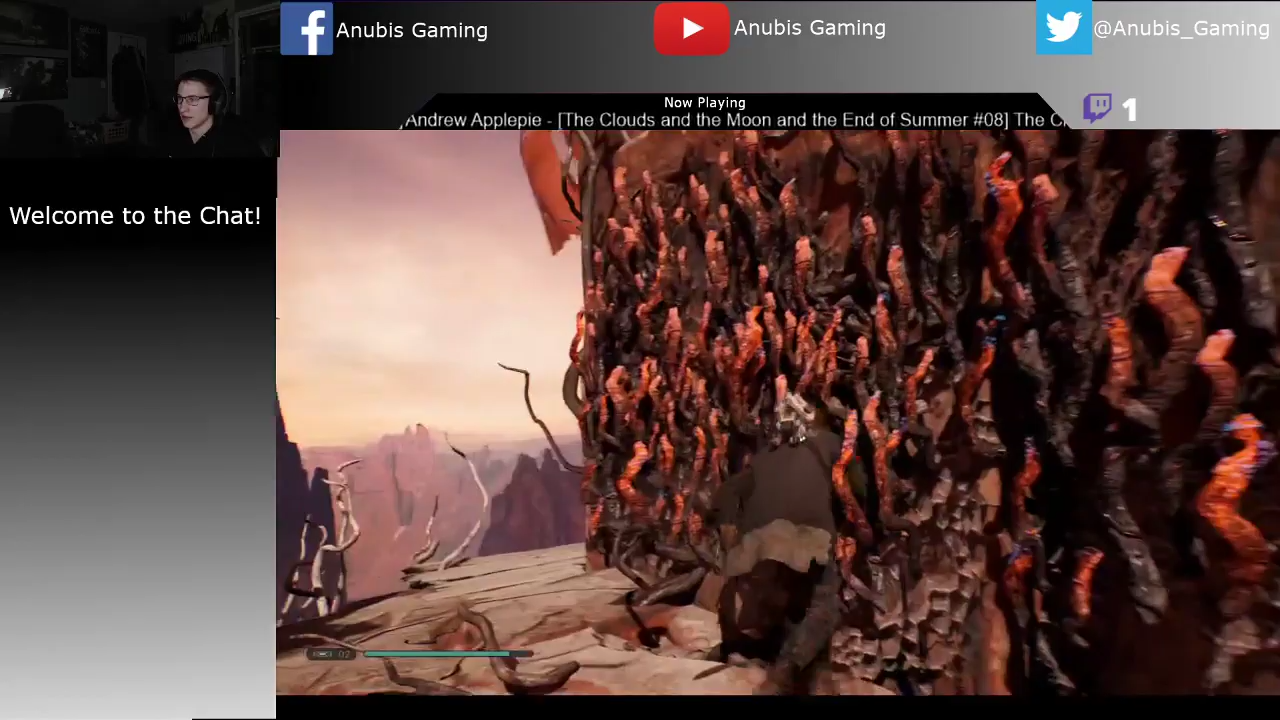 Anubis Gaming
Anubis Gaming
@Anubis_Gaming
Now Playing
Andrew Applepie - [The Clouds and the Moon and the End of Summer #08] The
1
Welcome to the Chat!
02